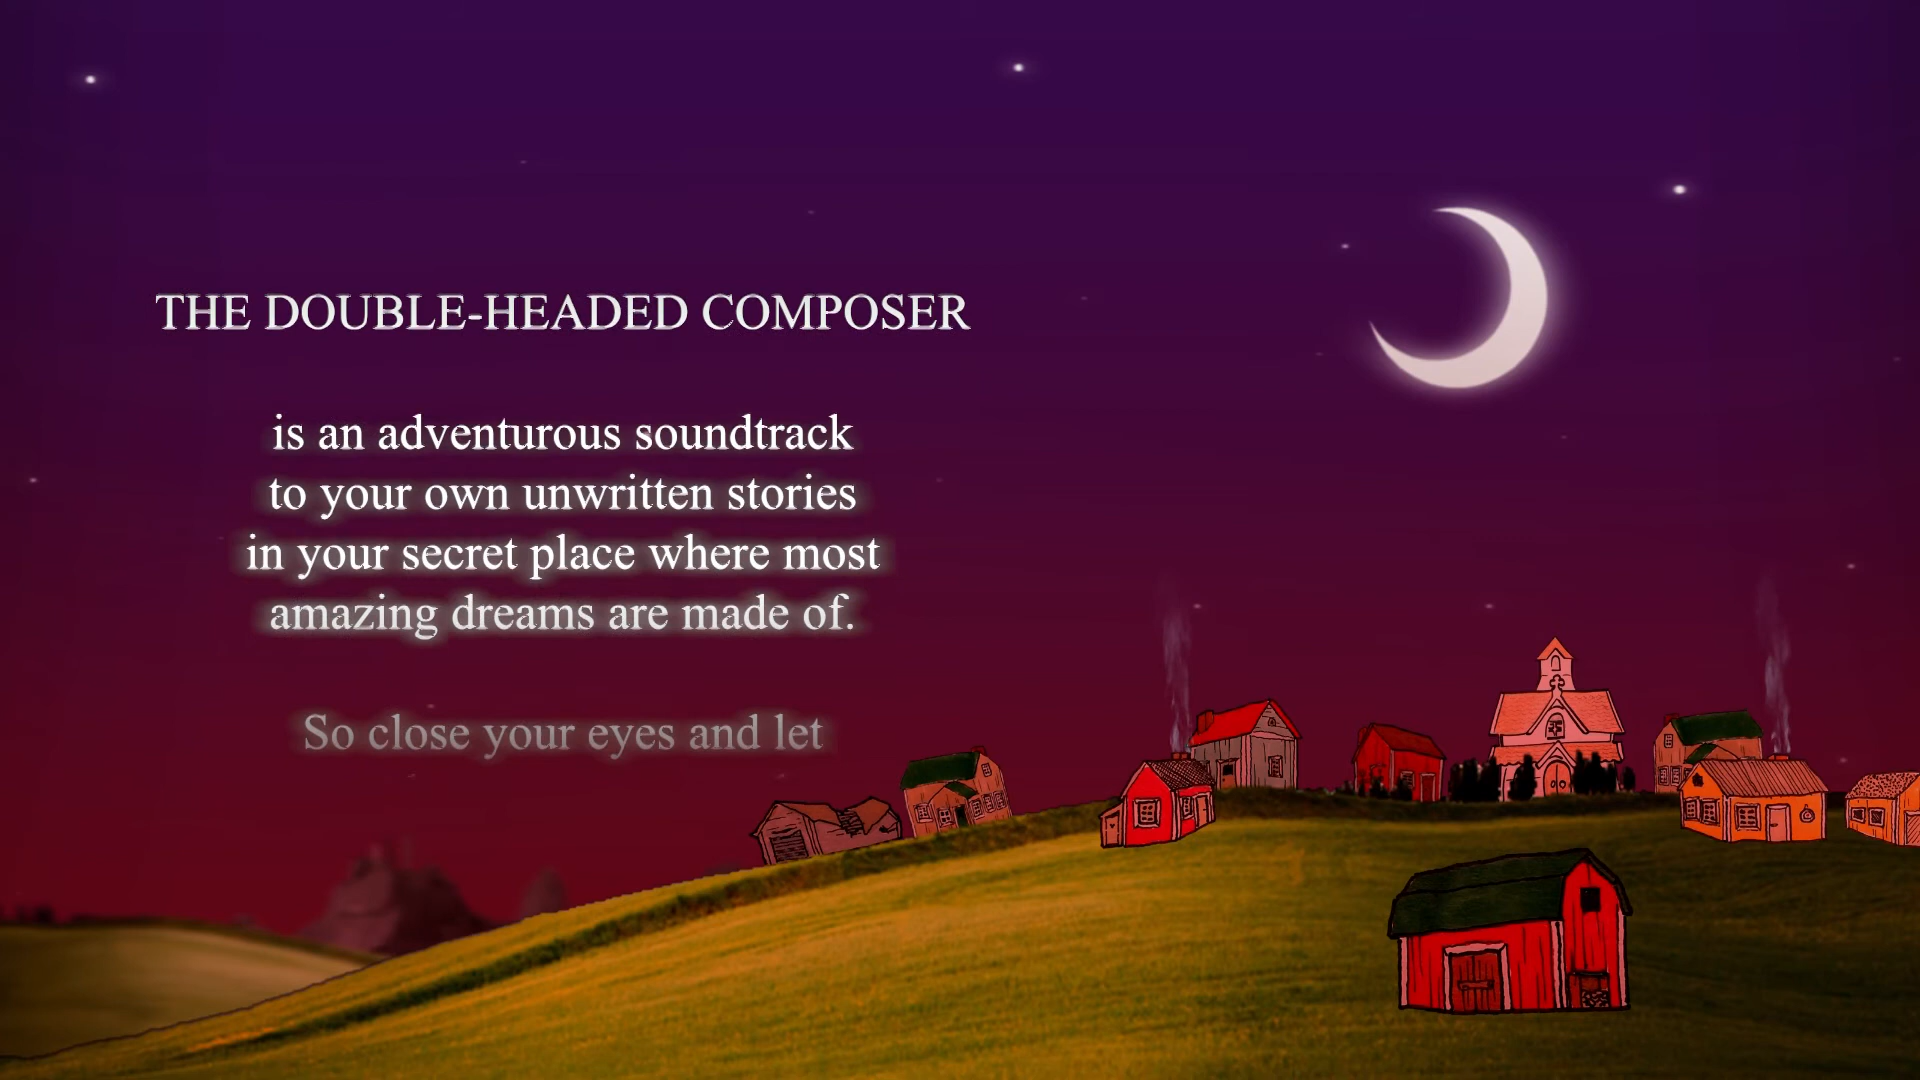 THE DOUBLE-HEADED COMPOSER
is an adventurous soundtrack
to your own unwritten stories
in your secret place where most
amazing dreams are made of.
So close your eyes and let